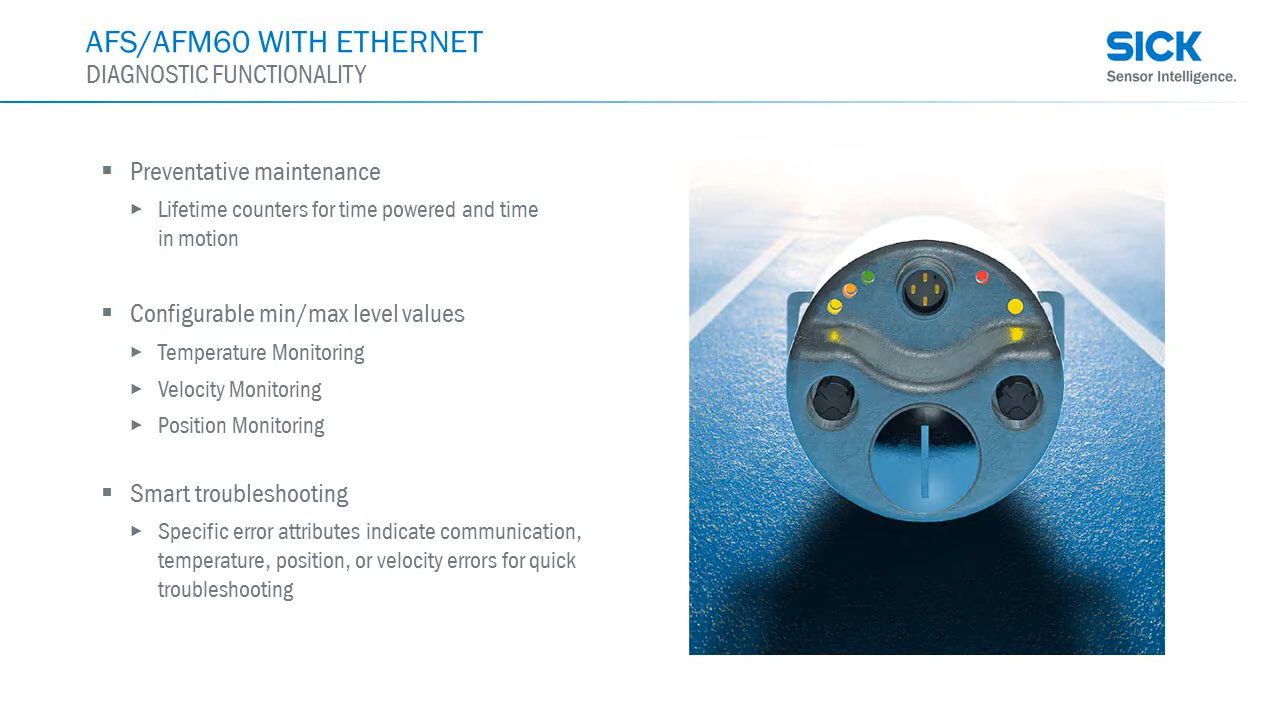 AFS/AFM60 WITH ETHERNET
DIAGNOSTIC FUNCTIONALITY
SICK
Sensor Intelligence.
Preventative maintenance
Lifetime counters for time powered and time
in motion
Configurable min/max level values
Temperature Monitoring
Velocity Monitoring
Position Monitoring
Smart troubleshooting
Specific error attributes indicate communication,
temperature, position, or velocity errors for quick
troubleshooting